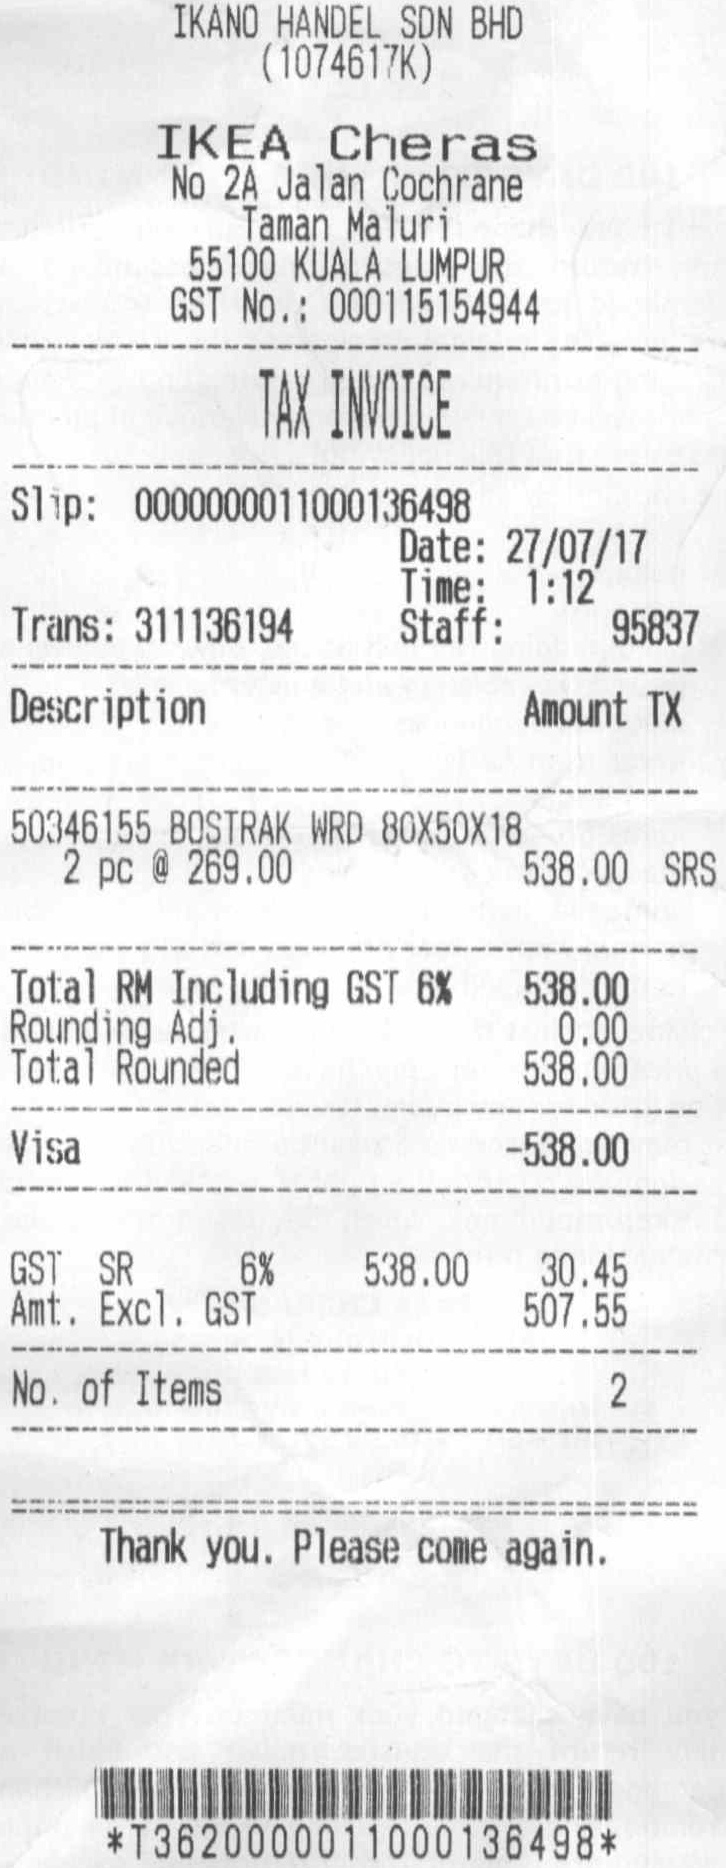 IKANO HANDEL SDN BHD
(1074617K)
IKEA Cheras
No 2A Jalan Cochrane
Taman Maluri
55100 KUALA LUMPUR
GST No.: 000115154944
TAX INVOICE
Slip: 0000000011000136498
Date: 27/07/17
Time: 1:12
Trans: 311136194 Staff: 95837
Description Amount TX
50346155 BOSTRAK WRD 80X50X18
2 pc @ 269.00 538.00 SRS
Total RM Including GST 6% 538.00
Rounding Adj. 0.00
Total Rounded 538.00
Visa -538.00
GST SR 6% 538.00 30.45
Amt. Excl. GST 507.55
No. of Items 2
Thank you. Please come again.
*T3620000011000136498*